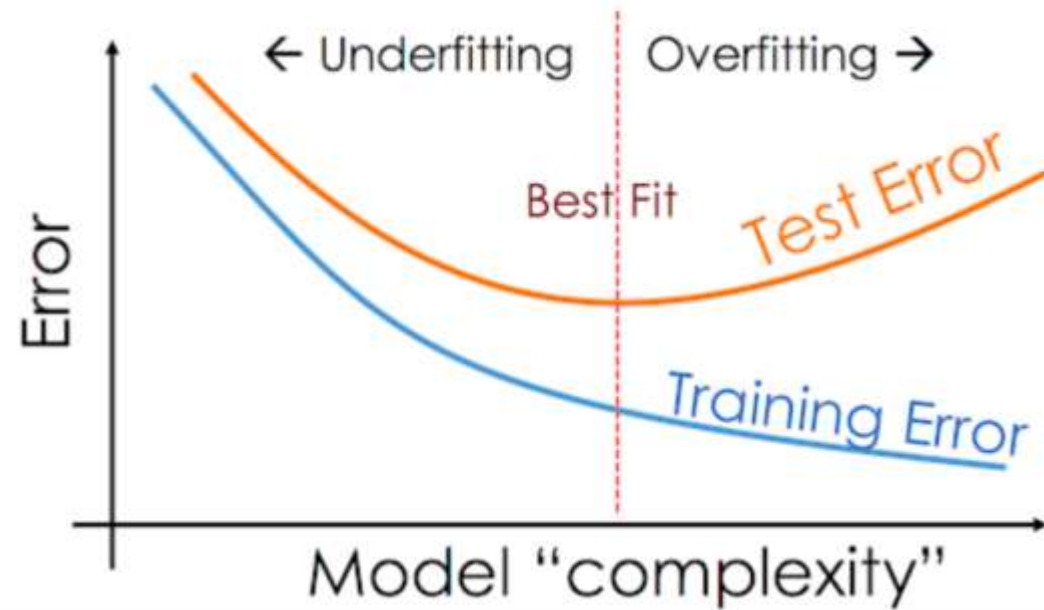 ← Underfitting
Overfitting →
Best Fit
Test Error
Error
Training Error
Model “complexity”